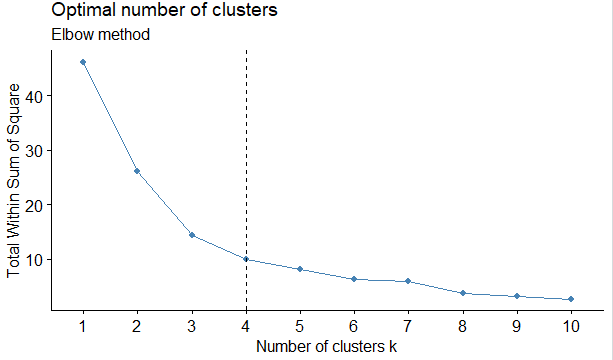 Optimal number of clusters
Elbow method
Total Within Sum of Square
40
30
20
10
1 2 3 4 5 6 7 8 9 10
Number of clusters k